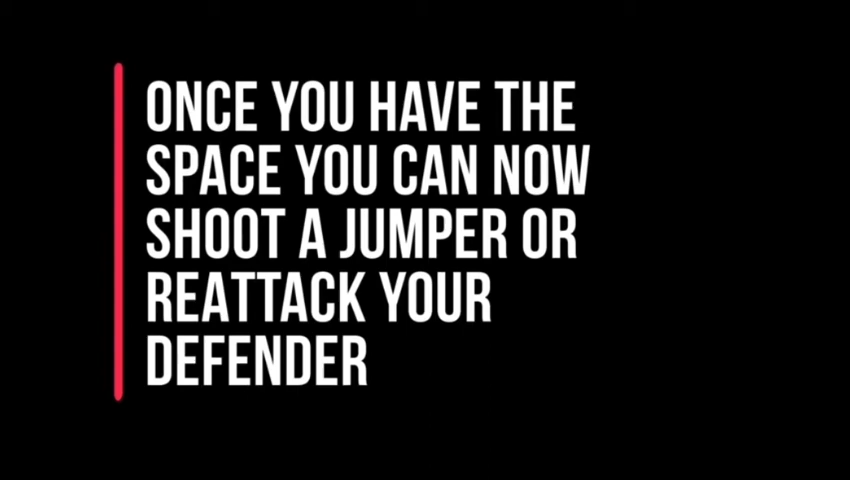 ONCE YOU HAVE THE
SPACE YOU CAN NOW
SHOOT A JUMPER OR
REATTACK YOUR
DEFENDER